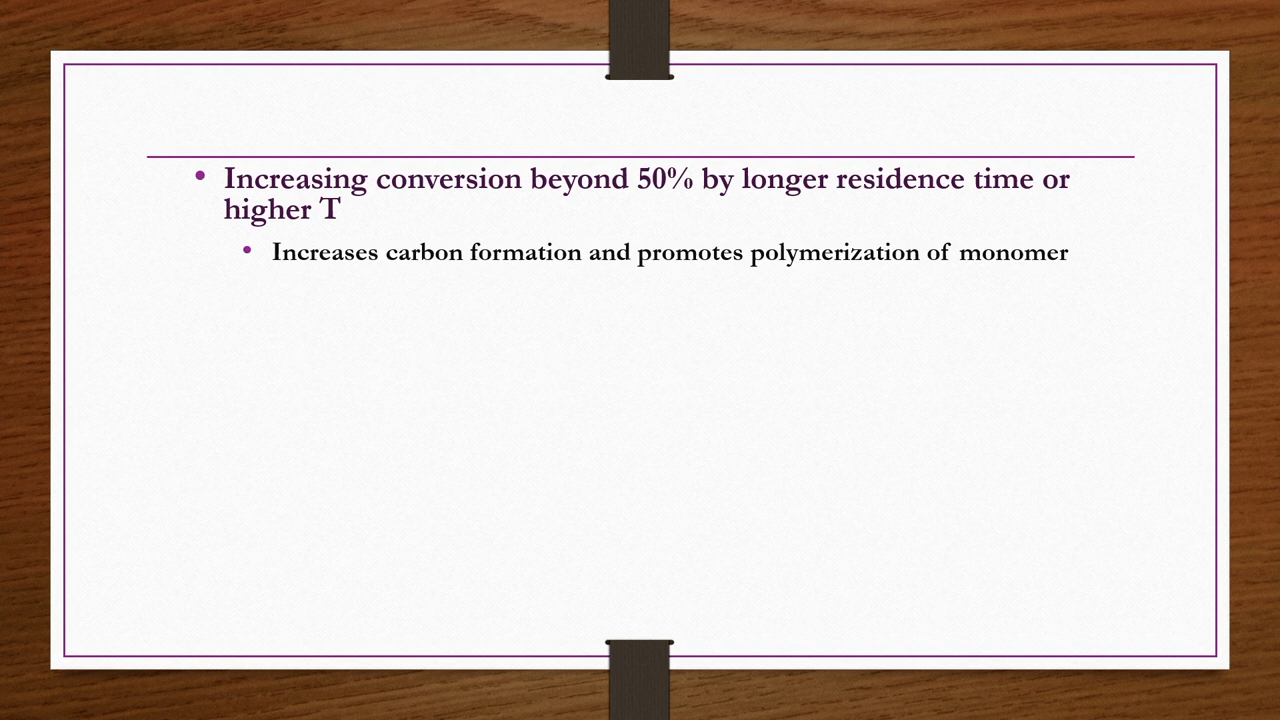 • Increasing conversion beyond 50% by longer residence time or
higher T
• Increases carbon formation and promotes polymerization of monomer